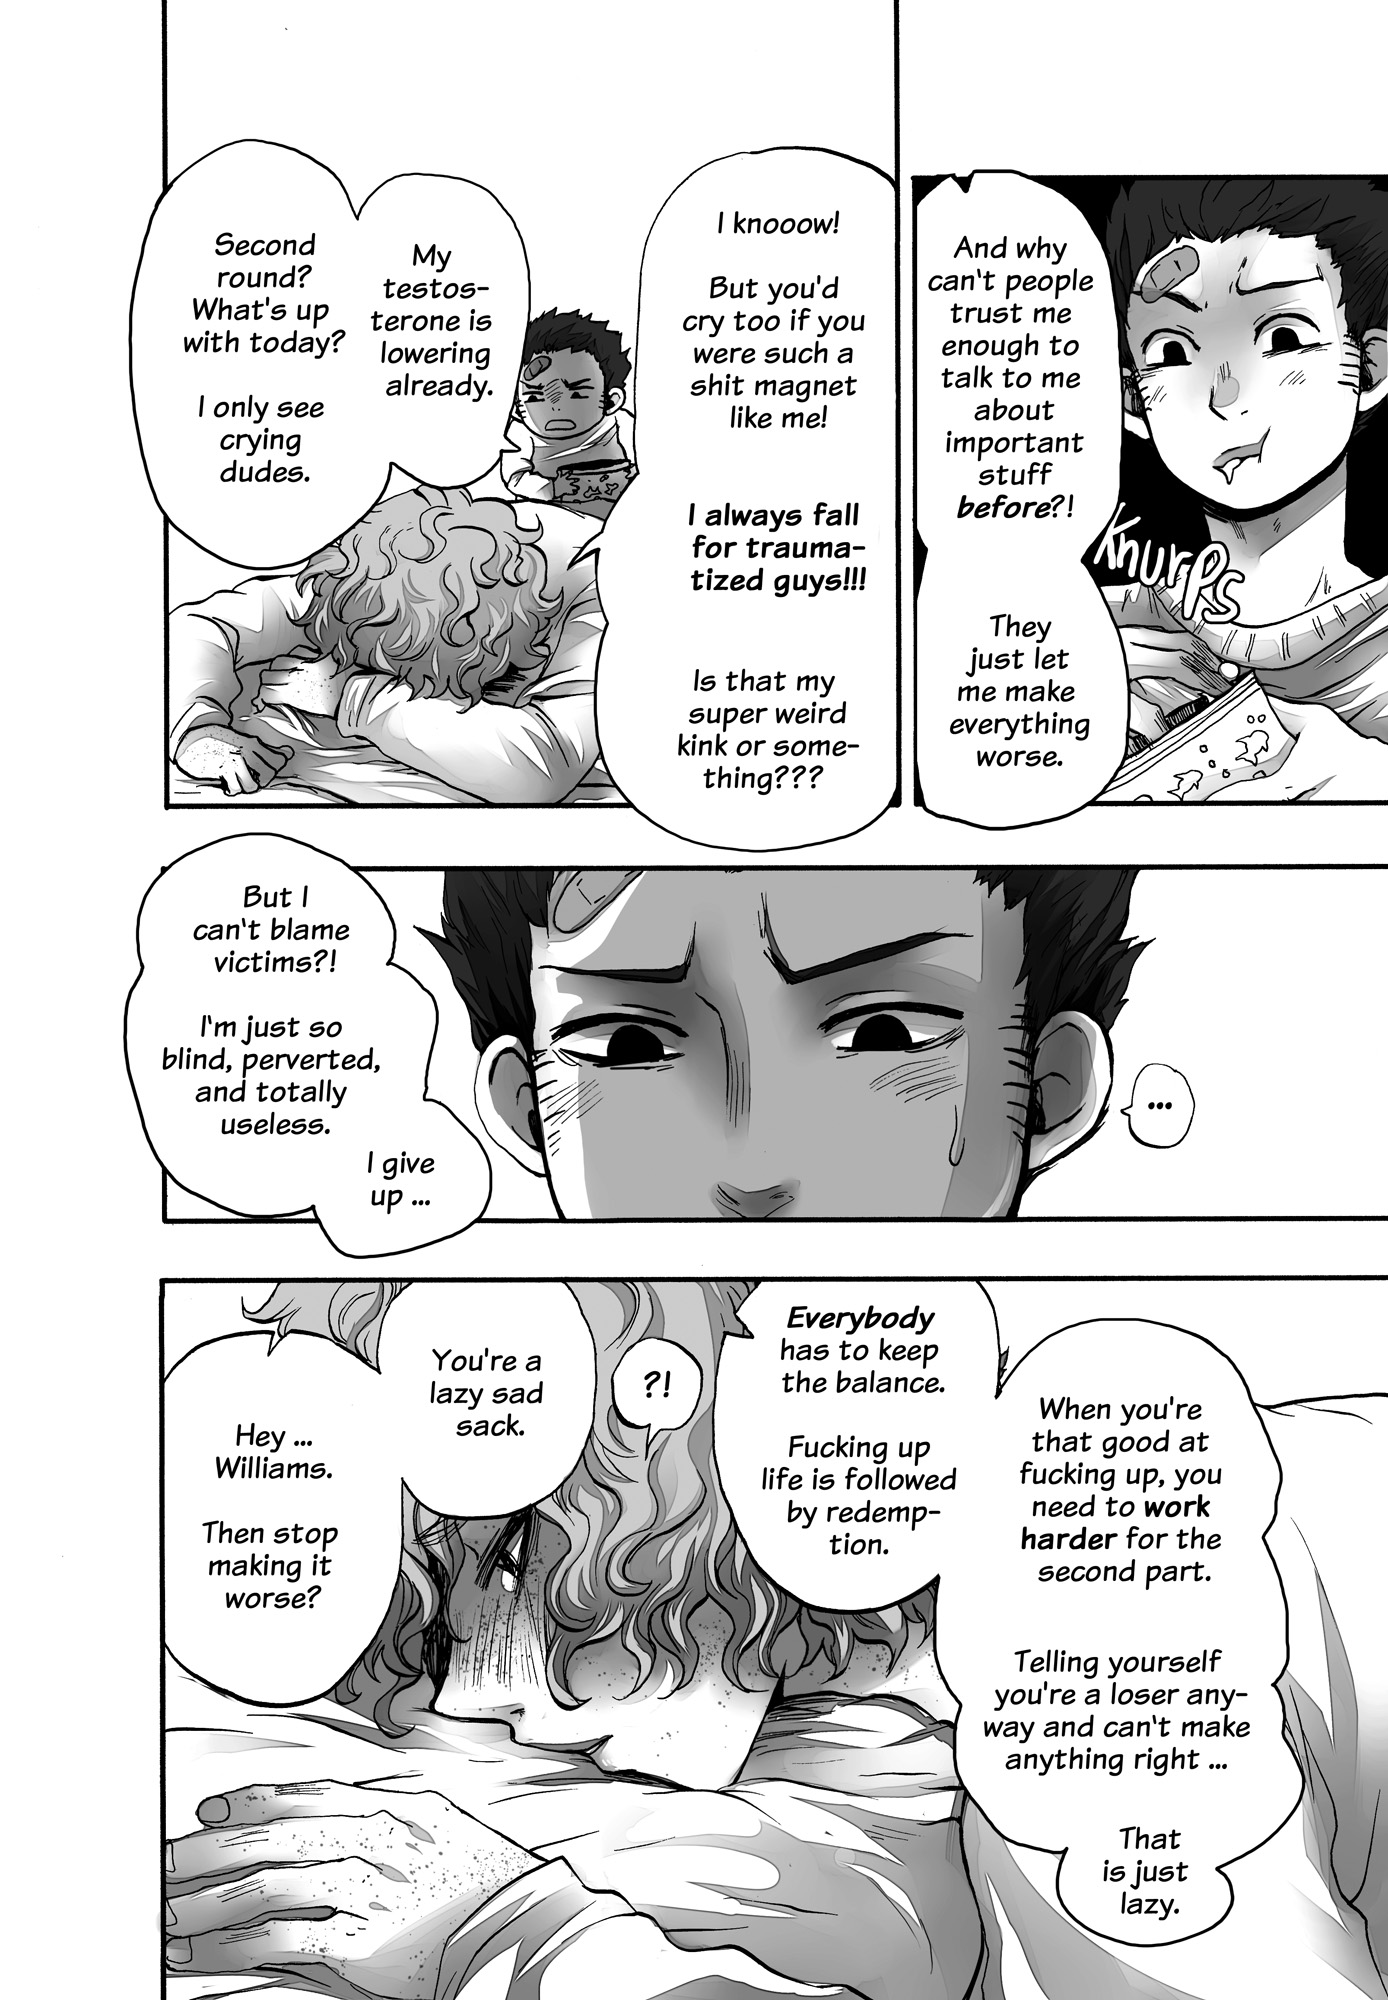 Second
round?
What's up
with today?
I only see
crying
dudes.
My
testos-
terone is
lowering
already.
I knooow!
But you'd
cry too if you
were such a
shit magnet
like me!
I always fall
for trauma-
tized guys!!!
Is that my
super weird
kink or some-
thing???
And why
can't people
trust me
enough to
talk to me
about
important
stuff
before?!
They
just let
me make
everything
worse.
Knurps
But I
can't blame
victims?!
I'm just so
blind, perverted,
and totally
useless.
I give
up ...
...
Hey ...
Williams.
Then stop
making it
worse?
You're a
lazy sad
sack.
?!
Everybody
has to keep
the balance.
Fucking up
life is followed
by redemp-
tion.
When you're
that good at
fucking up, you
need to work
harder for the
second part.
Telling yourself
you're a loser any-
way and can't make
anything right ...
That
is just
lazy.